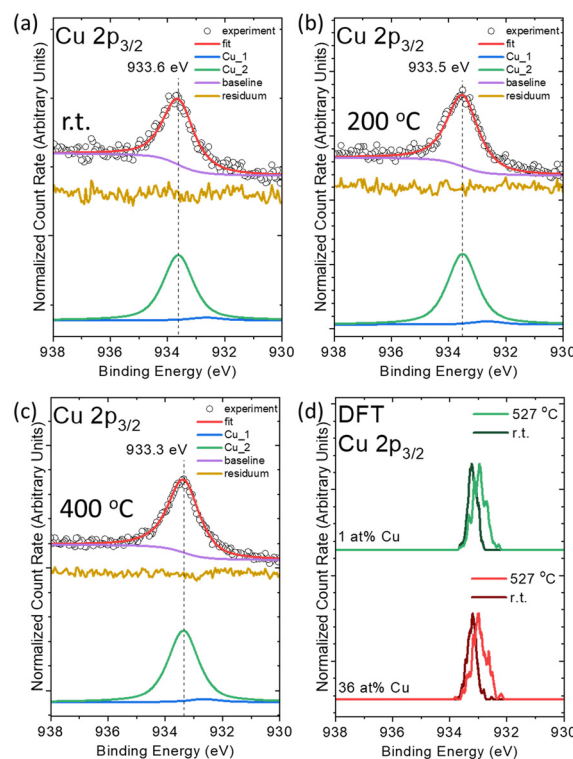 (a)
Cu 2p3/2
experiment
fit
Cu_1
Cu_2
baseline
residuum
933.6 eV
r.t.
Normalized Count Rate (Arbitrary Units)
938 936 934 932 930
Binding Energy (eV)
(b)
Cu 2p3/2
experiment
fit
Cu_1
Cu_2
baseline
residuum
933.5 eV
200 °C
Normalized Count Rate (Arbitrary Units)
938 936 934 932 930
Binding Energy (eV)
(c)
Cu 2p3/2
experiment
fit
Cu_1
Cu_2
baseline
residuum
933.3 eV
400 °C
Normalized Count Rate (Arbitrary Units)
938 936 934 932 930
Binding Energy (eV)
(d)
DFT
Cu 2p3/2
527 °C
r.t.
1 at% Cu
527 °C
r.t.
36 at% Cu
Normalized Count Rate (Arbitrary Units)
938 936 934 932 930
Binding Energy (eV)